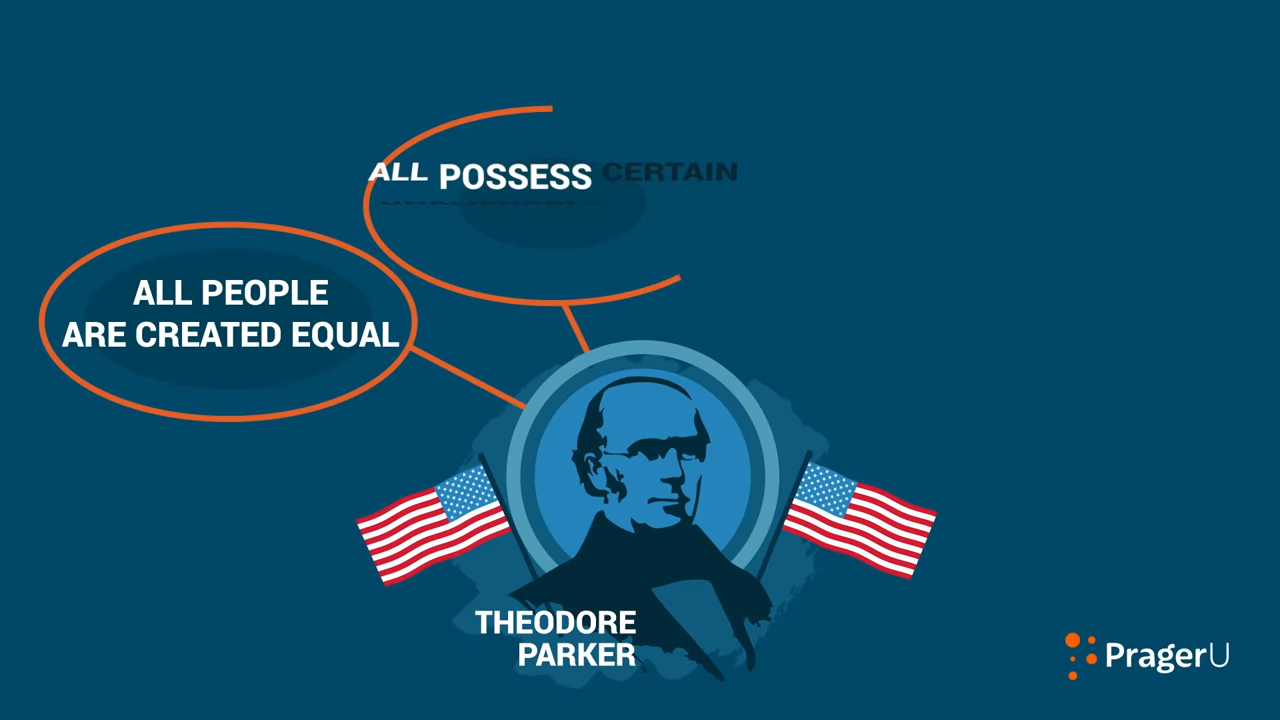 ALL POSSESS CERTAIN
ALL PEOPLE
ARE CREATED EQUAL
THEODORE
PARKER
PragerU